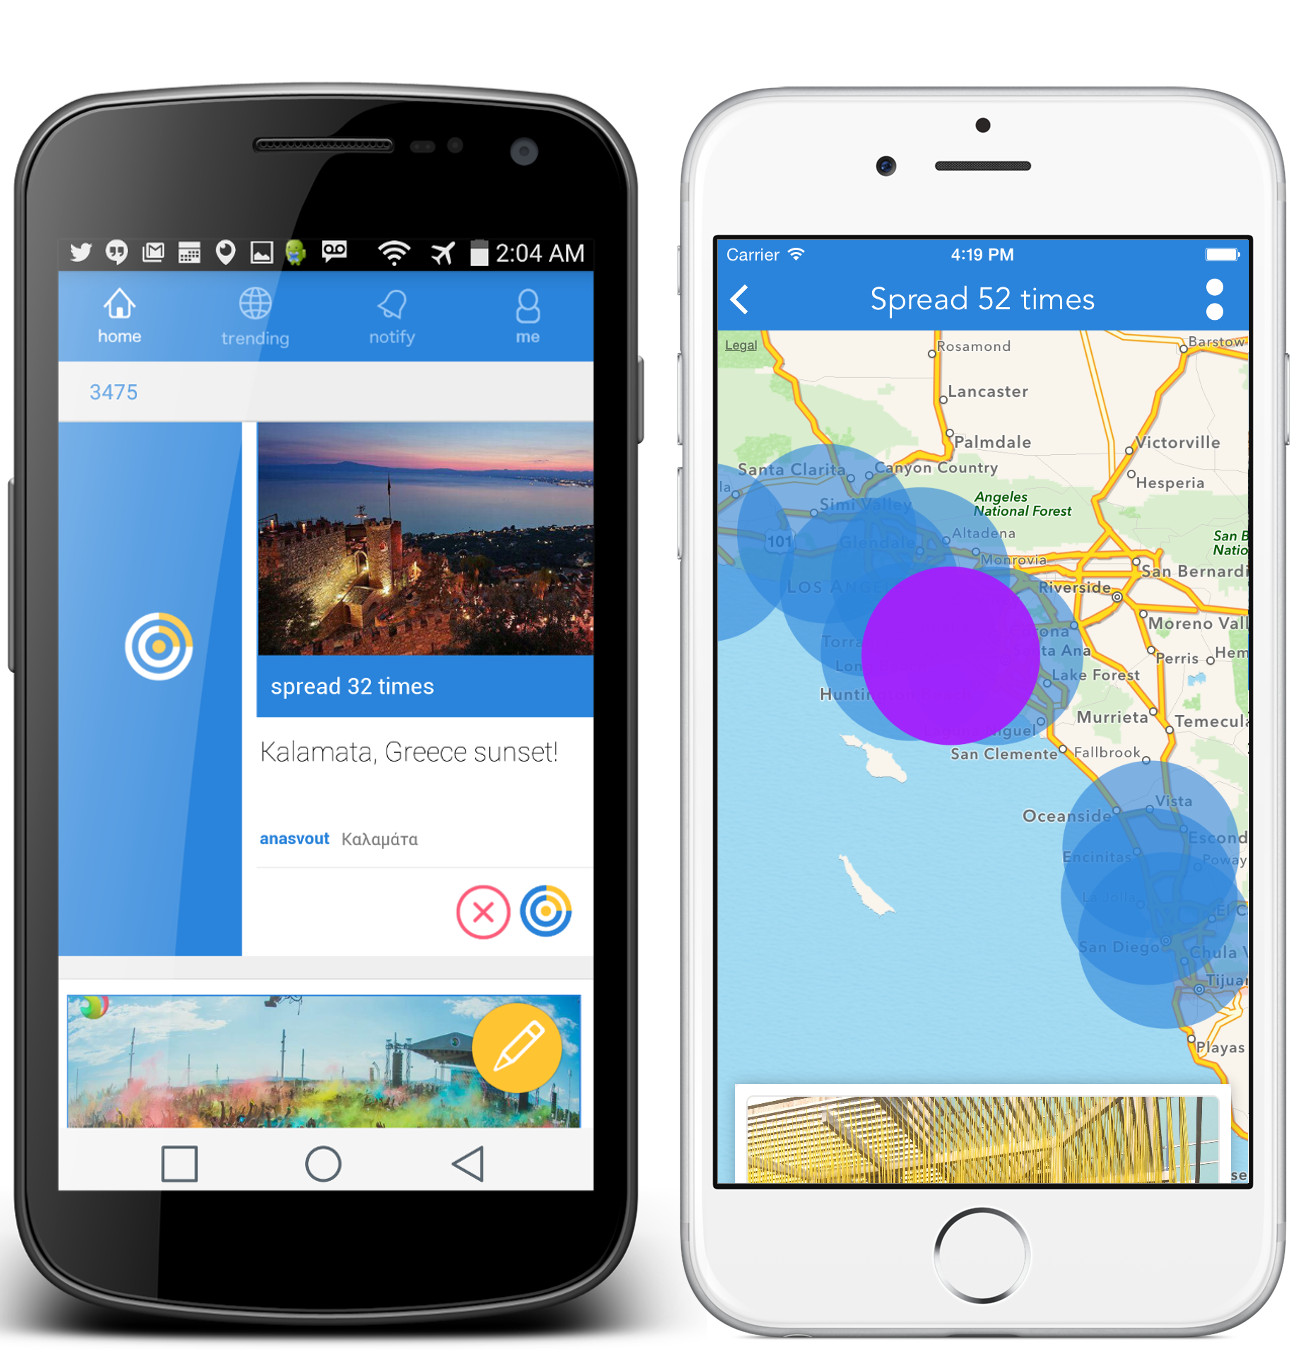 2:04 AM
home
trending
notify
me
3475
spread 32 times
Kalamata, Greece sunset!
anasvout Καλαμάτα
Carrier
4:19 PM
Spread 52 times
Legal
Rosamond
Barstow
Lancaster
Palmdale
Victorville
Santa Clarita
Canyon Country
Hesperia
Simi Valley
Angeles
National Forest
101
Glendale
Altadena
San B
Natio
Monrovia
LOS ANG
San Bernardi
Riverside
Moreno Vall
Torra
ona
Lon
ta Ana
Perris
Hem
Hunti
Lake Forest
Murrieta
Temecula
iguel
San Clemente
Fallbrook
Oceanside
Vista
Escond
Encinitas
Poway
La Jolla
El C
San Diego
Chula V
Tijua
Playas
se